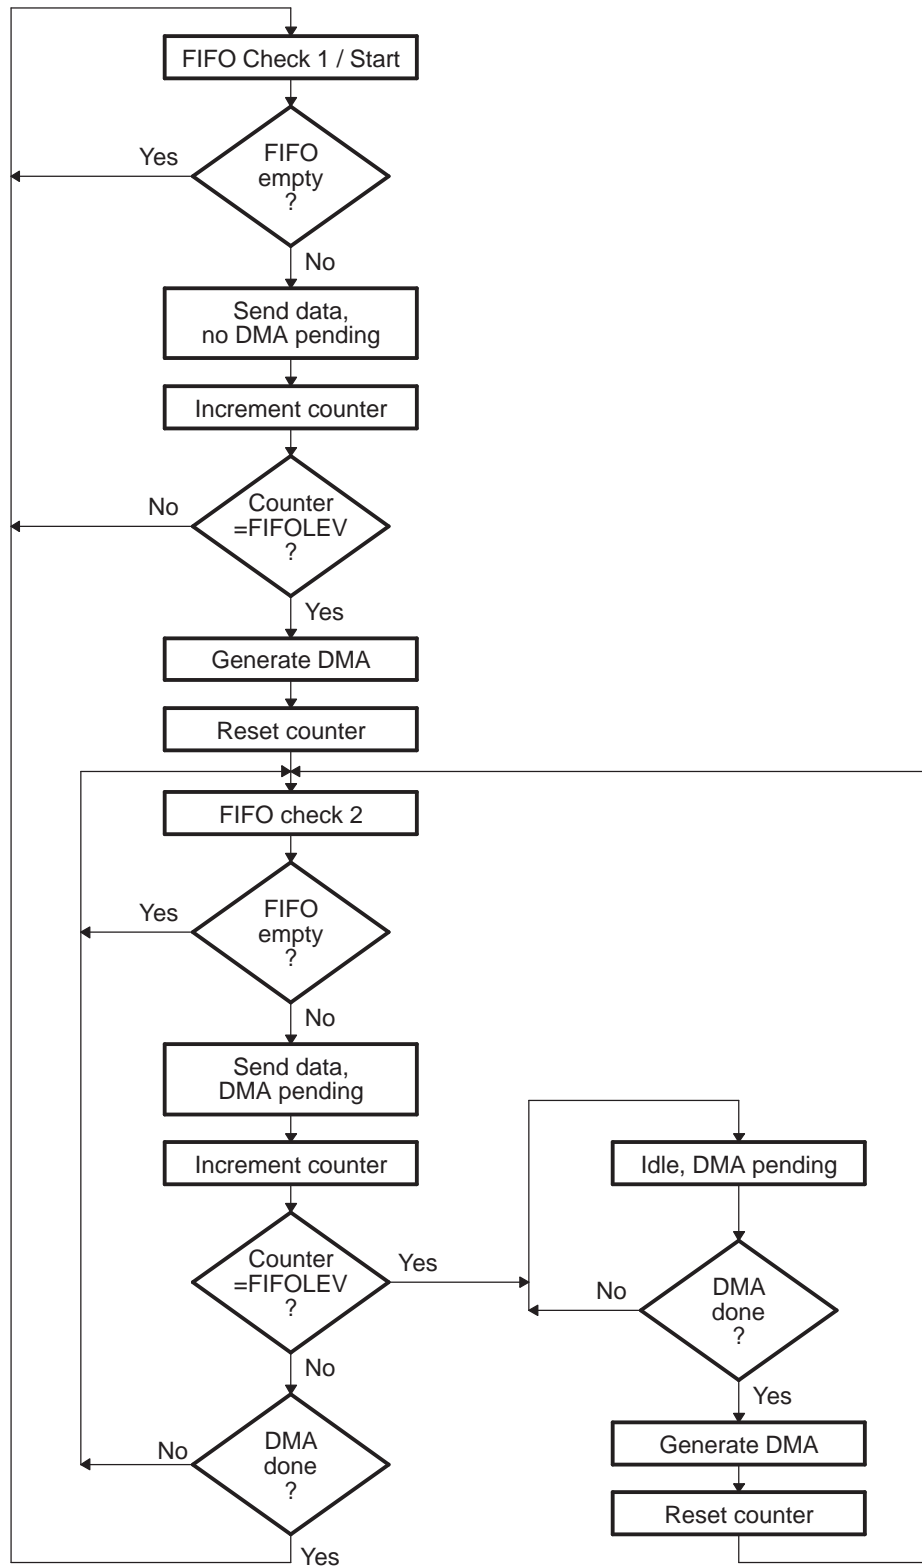 FIFO Check 1 / Start
Yes
FIFO
empty
?
No
Send data,
no DMA pending
Increment counter
No
Counter
=FIFOLEV
?
Yes
Generate DMA
Reset counter
FIFO check 2
Yes
FIFO
empty
?
No
Send data,
DMA pending
Increment counter
Counter
=FIFOLEV
?
Yes
No
No
DMA
done
?
Yes
Idle, DMA pending
No
DMA
done
?
Yes
Generate DMA
Reset counter